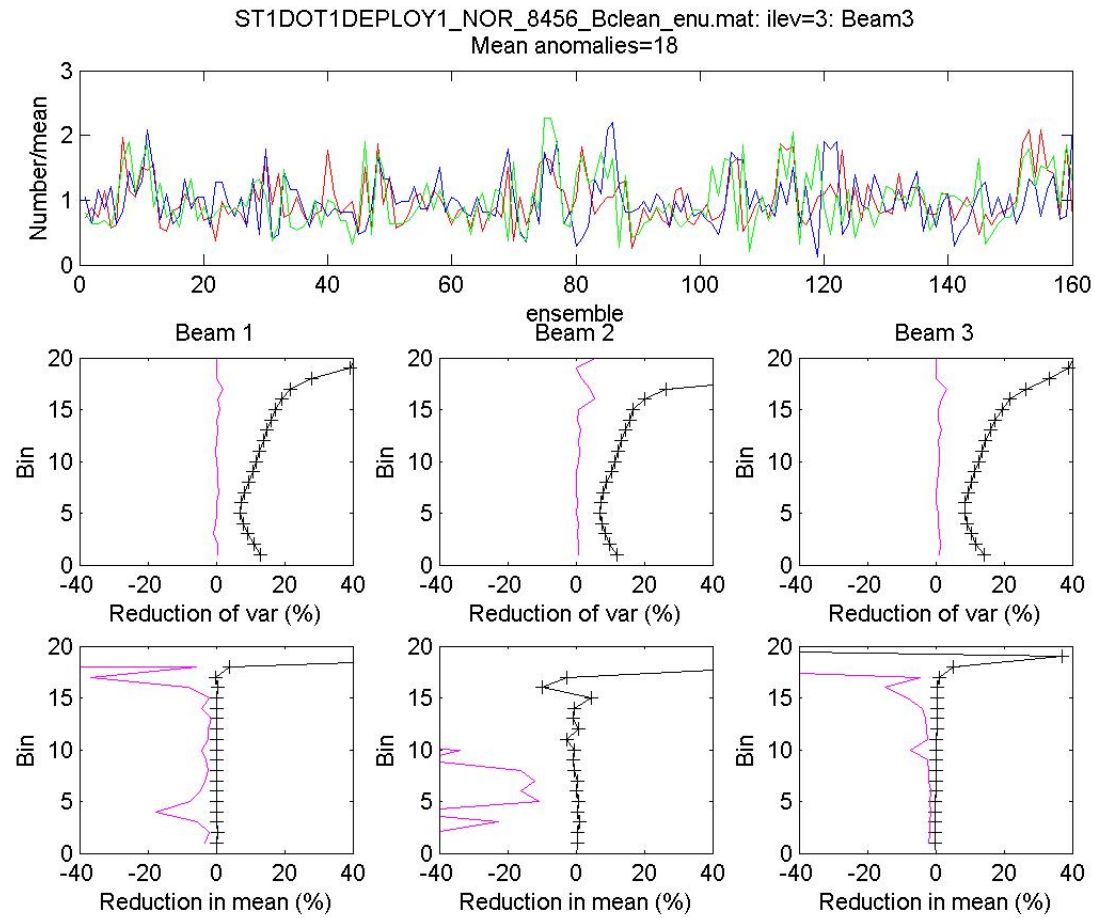 ST1DOT1DEPLOY1_NOR_8456_Bclean_enu.mat: ilev=3: Beam3
Mean anomalies=18
Number/mean
3
2
1
0
0 20 40 60 80 100 120 140 160
ensemble
Beam 1 Beam 2 Beam 3
Bin
20
15
10
5
0
-40 -20 0 20 40
Reduction of var (%)
Bin
20
15
10
5
0
-40 -20 0 20 40
Reduction of var (%)
Bin
20
15
10
5
0
-40 -20 0 20 40
Reduction of var (%)
Bin
20
15
10
5
0
-40 -20 0 20 40
Reduction in mean (%)
Bin
20
15
10
5
0
-40 -20 0 20 40
Reduction in mean (%)
Bin
20
15
10
5
0
-40 -20 0 20 40
Reduction in mean (%)